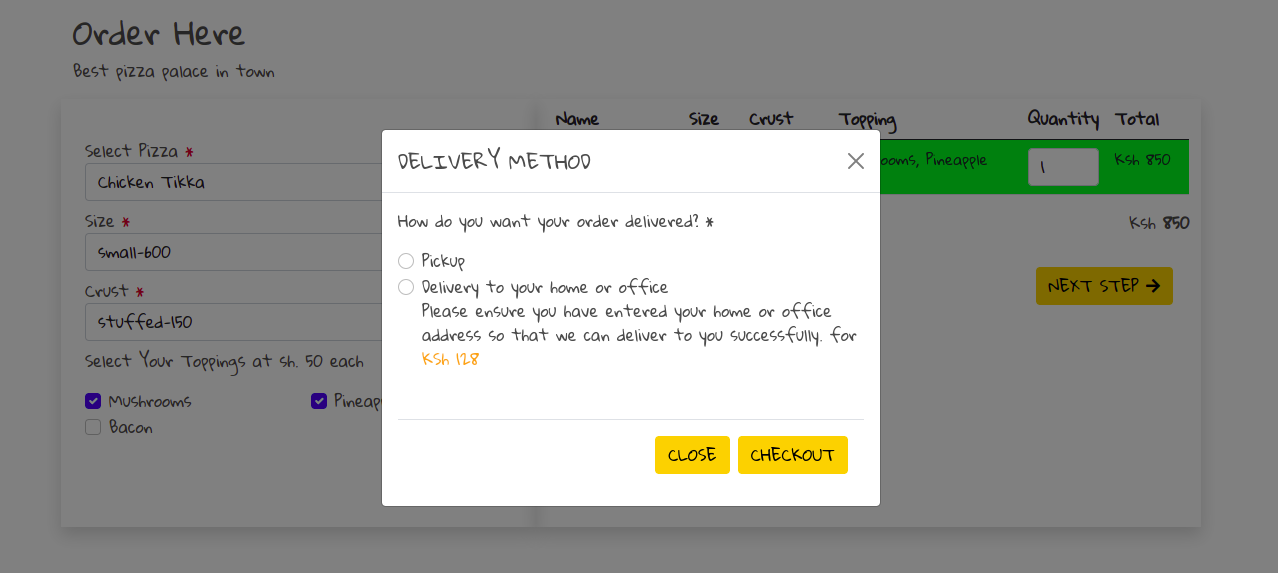 Order Here
Best pizza palace in town
Select Pizza *
Chicken Tikka
Size *
small-600
Crust *
stuffed-150
Select Your Toppings at sh. 50 each
Mushrooms
Bacon
Name Size Crust Topping Quantity Total
Pineapple 1 Ksh 850
Ksh 850
NEXT STEP
DELIVERY METHOD
How do you want your order delivered? *
Pickup
Delivery to your home or office
Please ensure you have entered your home or office
address so that we can deliver to you successfully. for
KSh 128
CLOSE CHECKOUT